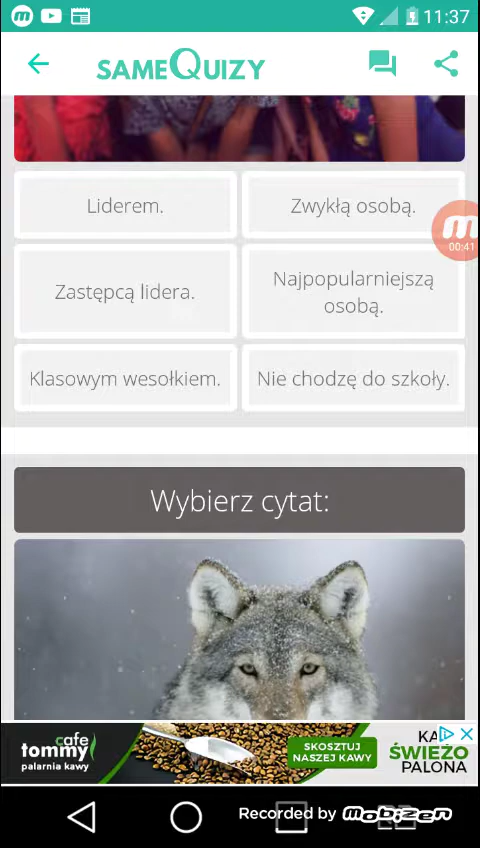 11:37
SAMEQUIZY
Liderem.
Zwykłą osobą.
00:41
Zastępcą lidera.
Najpopularniejszą
osobą.
Klasowym wesołkiem.
Nie chodzę do szkoły.
Wybierz cytat:
cafe
tommy
palarnia kawy
SKOSZTUJ
NASZEJ KAWY
ŚWIEŻO
PALONA
Recorded by Mobizen